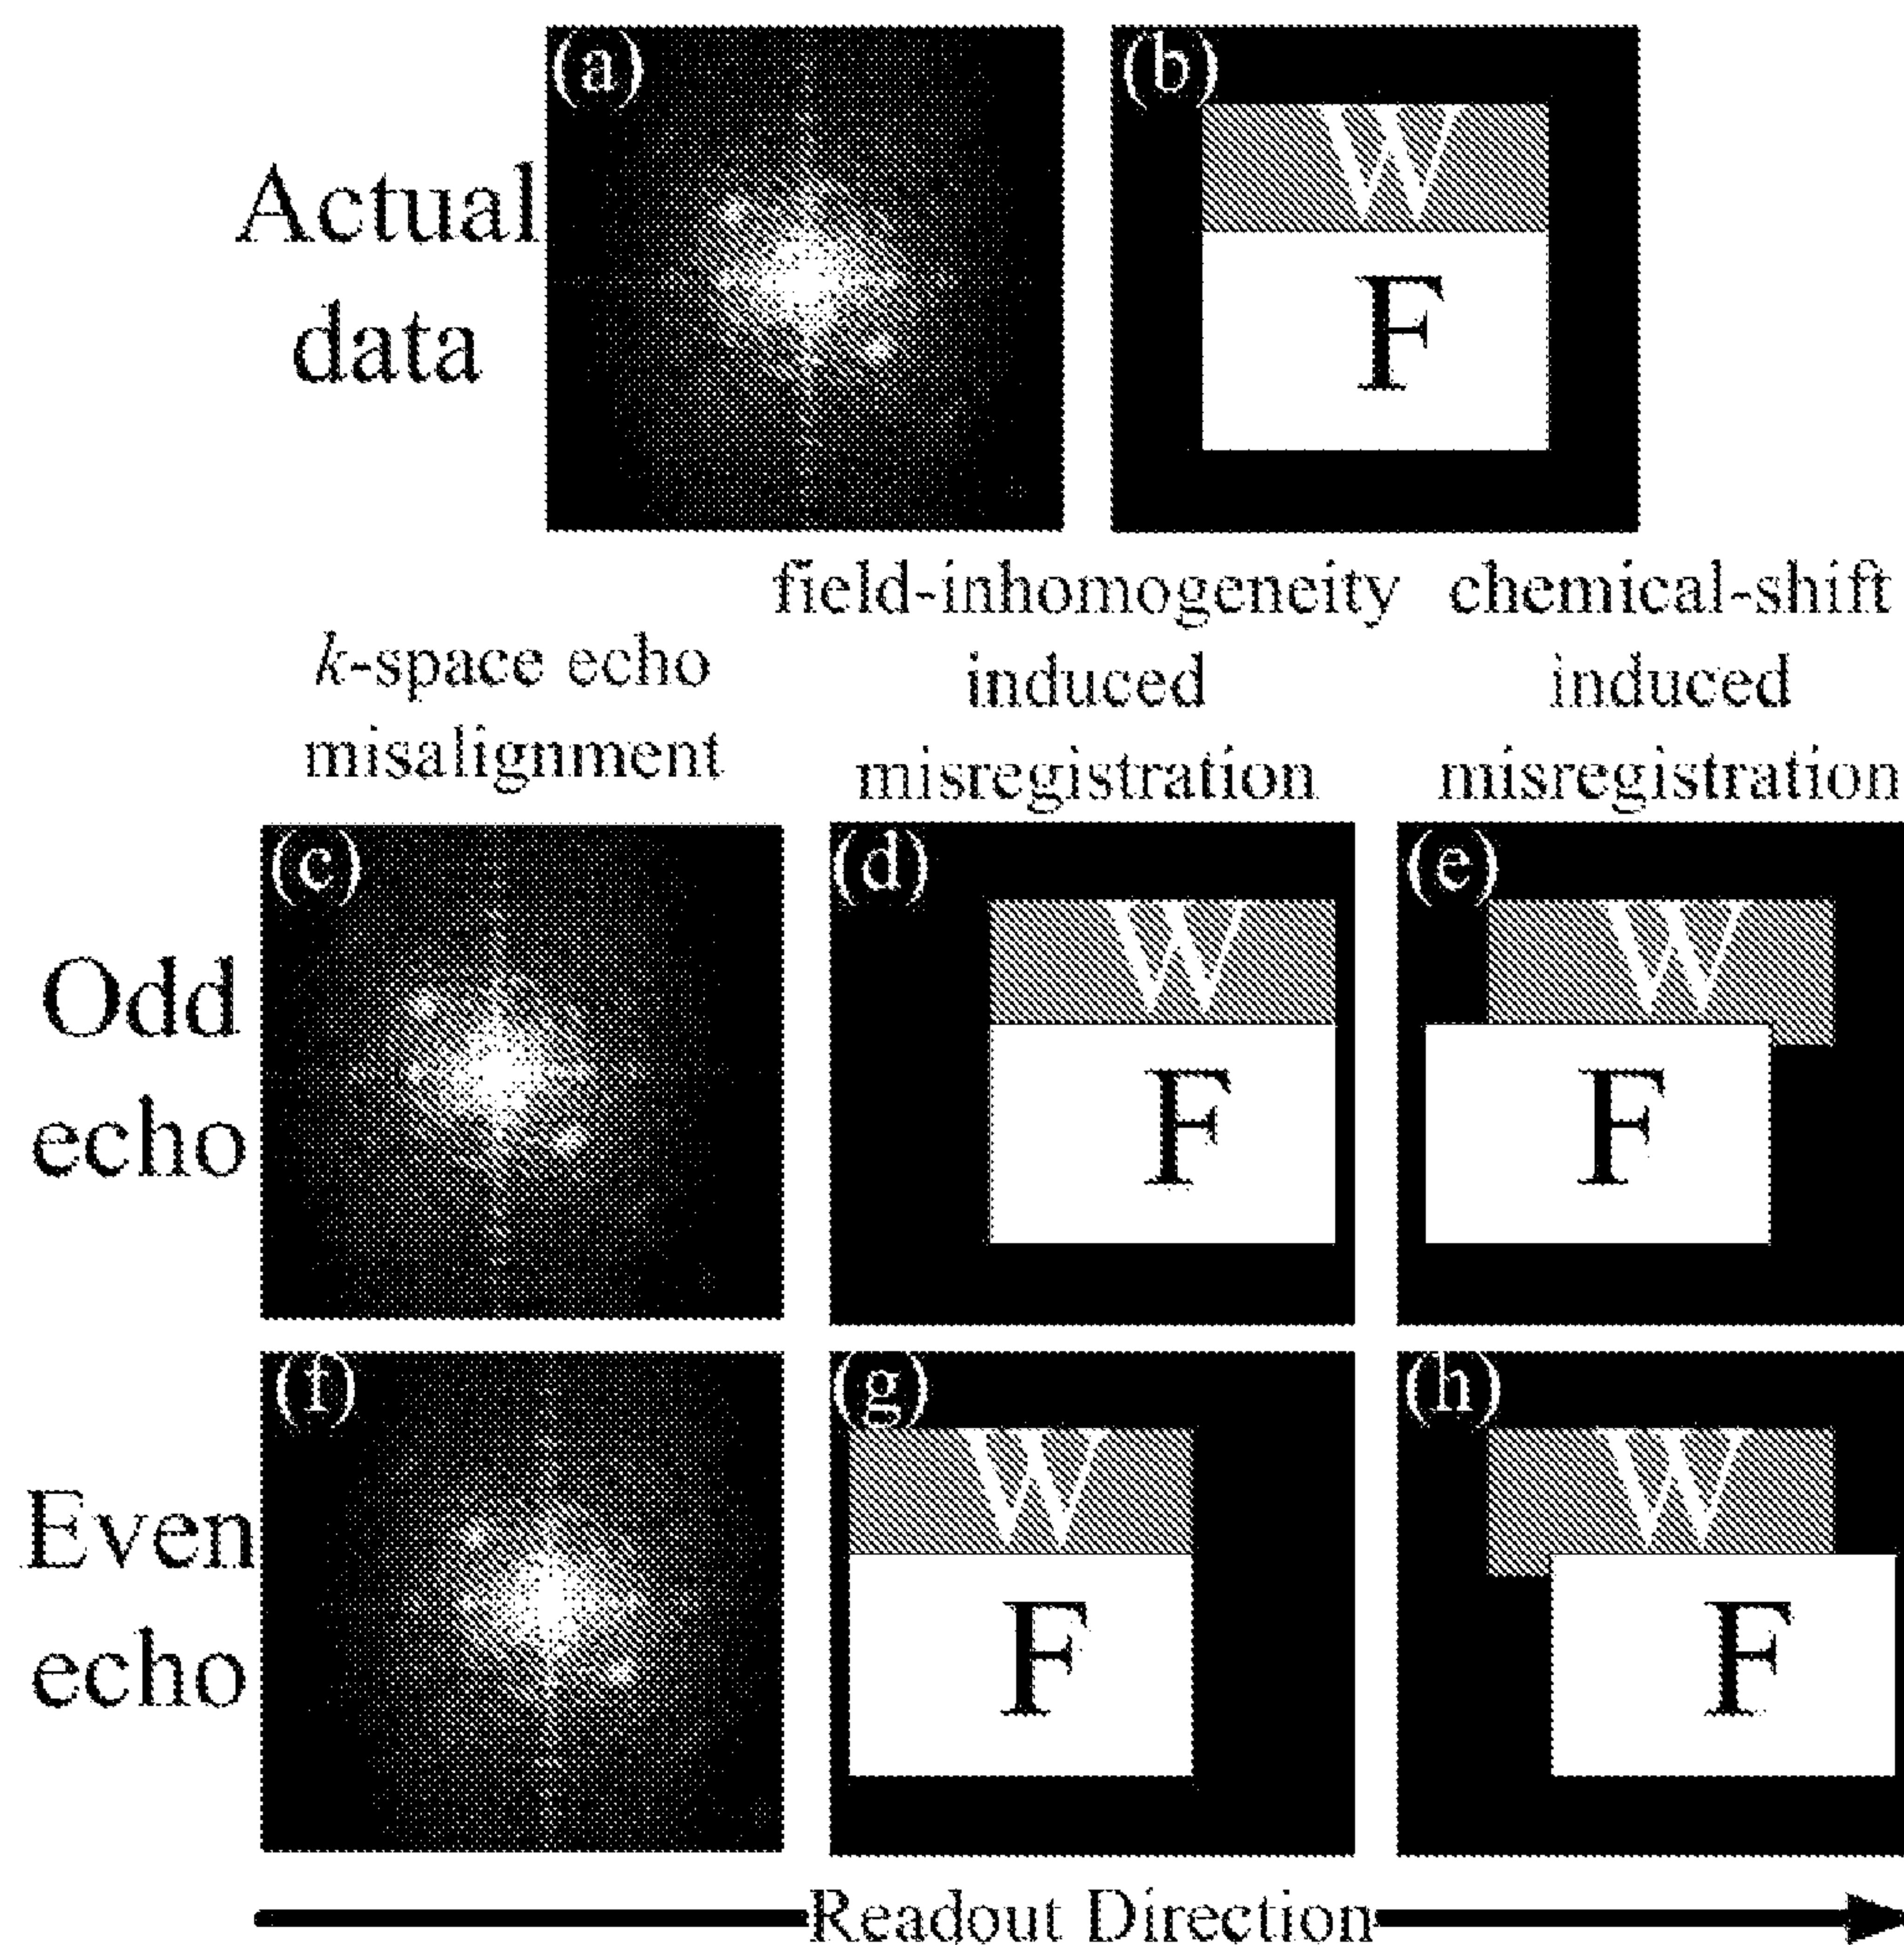 Actual
data
(a)
(b)
W
F
k-space echo
misalignment
field-inhomogeneity
induced
misregistration
chemical-shift
induced
misregistration
Odd
echo
(c)
(d)
W
F
(e)
W
F
Even
echo
(f)
(g)
W
F
(h)
W
F
Readout Direction